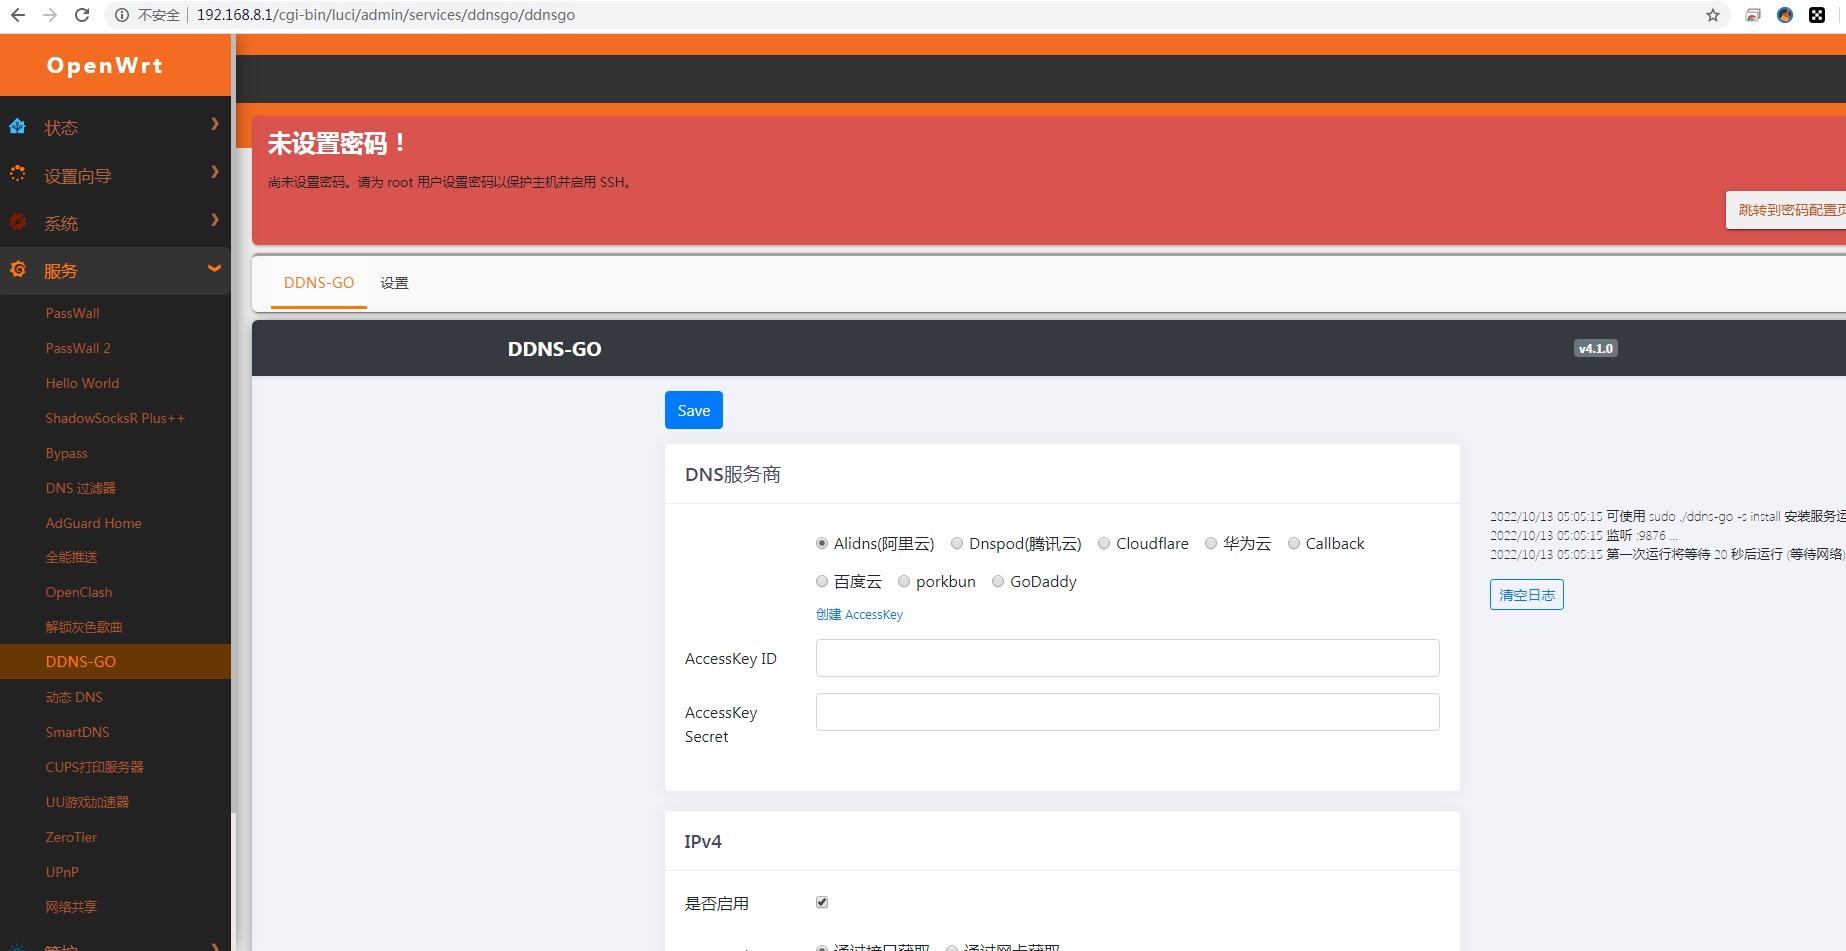 不安全
192.168.8.1/cgi-bin/luci/admin/services/ddnsgo/ddnsgo
OpenWrt
状态
设置向导
系统
服务
PassWall
PassWall 2
Hello World
ShadowSocksR Plus++
Bypass
DNS 过滤器
AdGuard Home
全能推送
OpenClash
解锁灰色歌曲
DDNS-GO
动态 DNS
SmartDNS
CUPS打印服务器
UU游戏加速器
ZeroTier
UPnP
网络共享
管控
未设置密码！
尚未设置密码。请为 root 用户设置密码以保护主机并启用 SSH。
跳转到密码配置页
DDNS-GO 设置
DDNS-GO v4.1.0
Save
DNS服务商
Alidns(阿里云) Dnspod(腾讯云) Cloudflare 华为云 Callback
百度云 porkbun GoDaddy
创建 AccessKey
AccessKey ID
AccessKey
Secret
IPv4
是否启用
通过接口获取 通过网卡获取
2022/10/13 05:05:15 可使用 sudo ./ddns-go -s install 安装服务运
2022/10/13 05:05:15 监听 :9876 ...
2022/10/13 05:05:15 第一次运行将等待 20 秒后运行 (等待网络)
清空日志